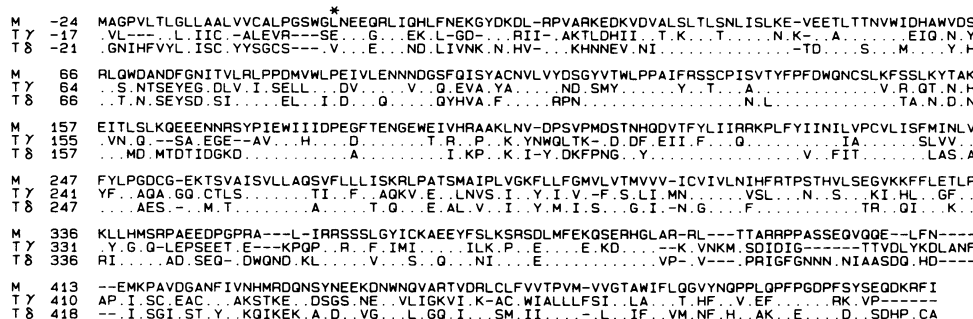 *
M -24 MAGPVLTLGLLAALVVCALPGSWGLNEEQRLIQHLFNEKGYDKDL-RPVARKEDKVDVALSLTLSNLISLKE-VEETLTTNVWIDHAWVDS
Tγ -17 VL---..L.IIC.-ALEVR---SE..G...EK.L-GD....RII-.AKTLDHII..T.K...T.....N.K-..A.....EIQ.N.Y
Tδ -21 .GNIHFVYL.ISC.YYSGCS---.V...E...ND.LIVNK.N.HV-...KHNNEV.NI..............-.TD....S...M....Y.H
M 66 RLQWDANDFGNITVLRLPPDMVWLPEIVLENNNDGSFQISYACNVLVYDSGYVTWLPPAIFRSSCPISVTYFPFDWQNCSLKFSSLKYTAK
Tγ 64 ..S.NTSEYEG.DLV.I.SELL..DV.....V..Q.EVA.YA....ND.SMY.....Y..T...A........V.RQT.N.H
Tδ 66 ..T.N.SEYSD.SI.....EL..I.D..Q....QYHVA.F.......RPN..........N.L...........TA.N.D.N
M 157 EITLSLKQEEENNRSYPIEWIIIDPEGFTENGEWEIVHRAAKLNV-DPSVPMDSTNHQDVTFYLIIRRKPLFYIINILVPCVLISFMINLV
Tγ 155 VN.Q.--SA.EGE-AV...H....D.......T.R..P.K.YNWQLTK-.D.DF.EII.F..Q.......IA....SLVV..
Tδ 157 ...MD.MTDTIDGKD.......A.........I.KP..K.I-Y.DKFPNG.Y............V...FIT.....LAS.A
M 247 FYLPGDCG-EKTSVAISVLLAQSVFLLLISKRLPATSMAIPLVGKFLLFGMVLVTMVVV-ICVIVLNIHFRTPSTHVLSEGVKKFFLETLP
Tγ 241 YF..AQA.GQ.CTLS.......TI..F...AQKV.E..LNVS.I..Y.I.V.-F.S.LI.MN....VSL..N..S...KI.HL..GF..
Tδ 247 ....AES.-..M.T......A....T..Q...E.AL.V..I..Y.M.I.S...G.I.-N.G...F..........TR..QI...K..
M 336 KLLHMSRPAEEDPGPRA---L-IRRSSSLGYICKAEEYFSLKSRSDLMFEKQSERHGLAR-RL---TTARRPPASSEQVQQE--LFN---
Tγ 331 .Y.G.Q-LEPSEET.E---KPQP..R..F.IMI....ILK.P..E....E.KD....--K.VNKM.SDIDIG------TTVDLYKDLANF
Tδ 336 RI.....AD.SEQ-.DWQND.KL.....V...S..Q..NI...E............VP-.V---..PRIGFGNNN.NIAASDQ.HD----
M 413 --EMKPAVDGANFIVNHMRDQNSYNEEKDNWNQVARTVDRLCLFVVTPVM-VVGTAWIFLQGVYNQPPLQPFPGDPFSYSEQDKRFI
Tγ 410 AP.I.SC.EAC...AKSTKE..DSGS.NE..VLIGKVI.K-AC.WIALLLFSI..LA...T.HF..V.EF....RK.VP------
Tδ 418 --.I.SGI.ST.Y..KQIKEK.A.D..VG...L.GQ.I...SM.II....-.L..IF..VM.NF.H..AK..E....D..SDHP.CA